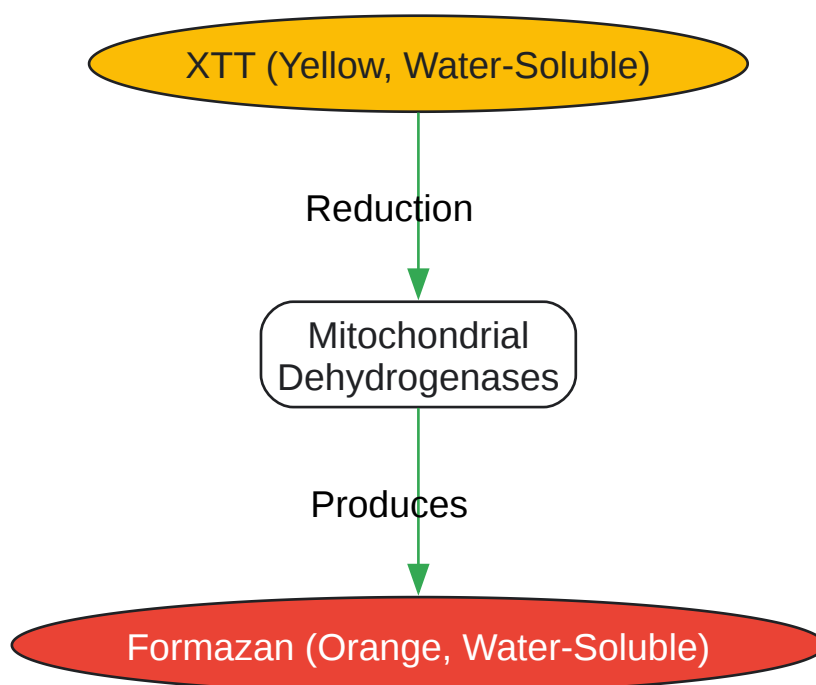 XTT (Yellow, Water-Soluble)
Reduction
Mitochondrial
Dehydrogenases
Produces
Formazan (Orange, Water-Soluble)